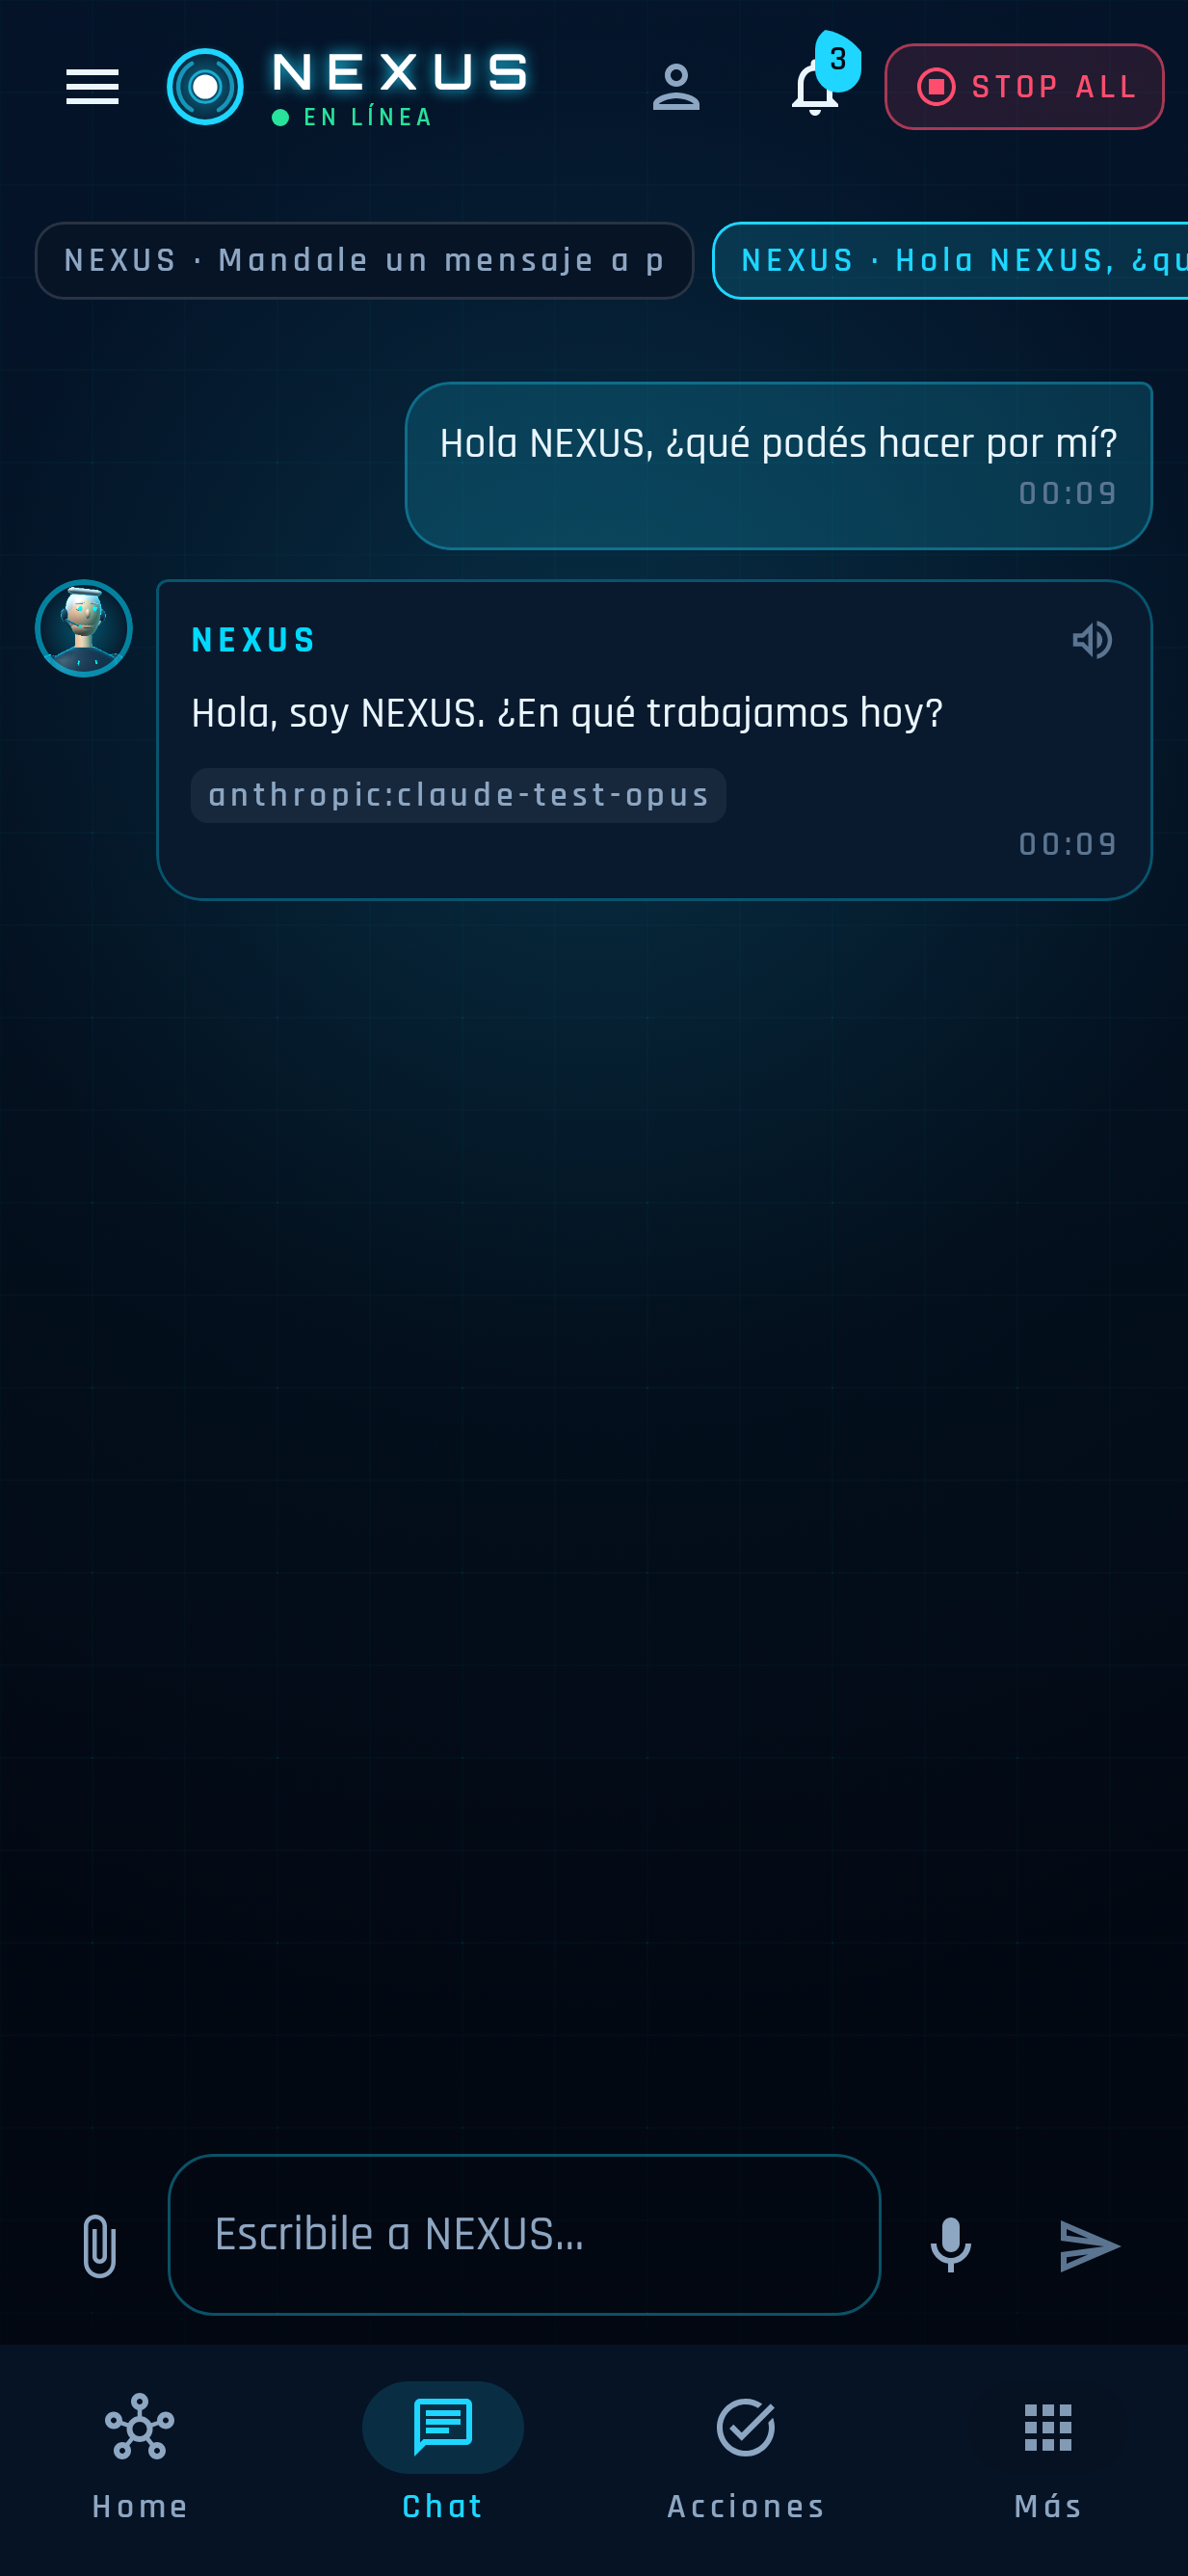 NEXUS
EN LÍNEA
3
STOP ALL
NEXUS · Mandale un mensaje a p
NEXUS · Hola NEXUS, ¿qu
Hola NEXUS, ¿qué podés hacer por mí?
00:09
NEXUS
Hola, soy NEXUS. ¿En qué trabajamos hoy?
anthropic:claude-test-opus
00:09
Escribile a NEXUS...
Home
Chat
Acciones
Más